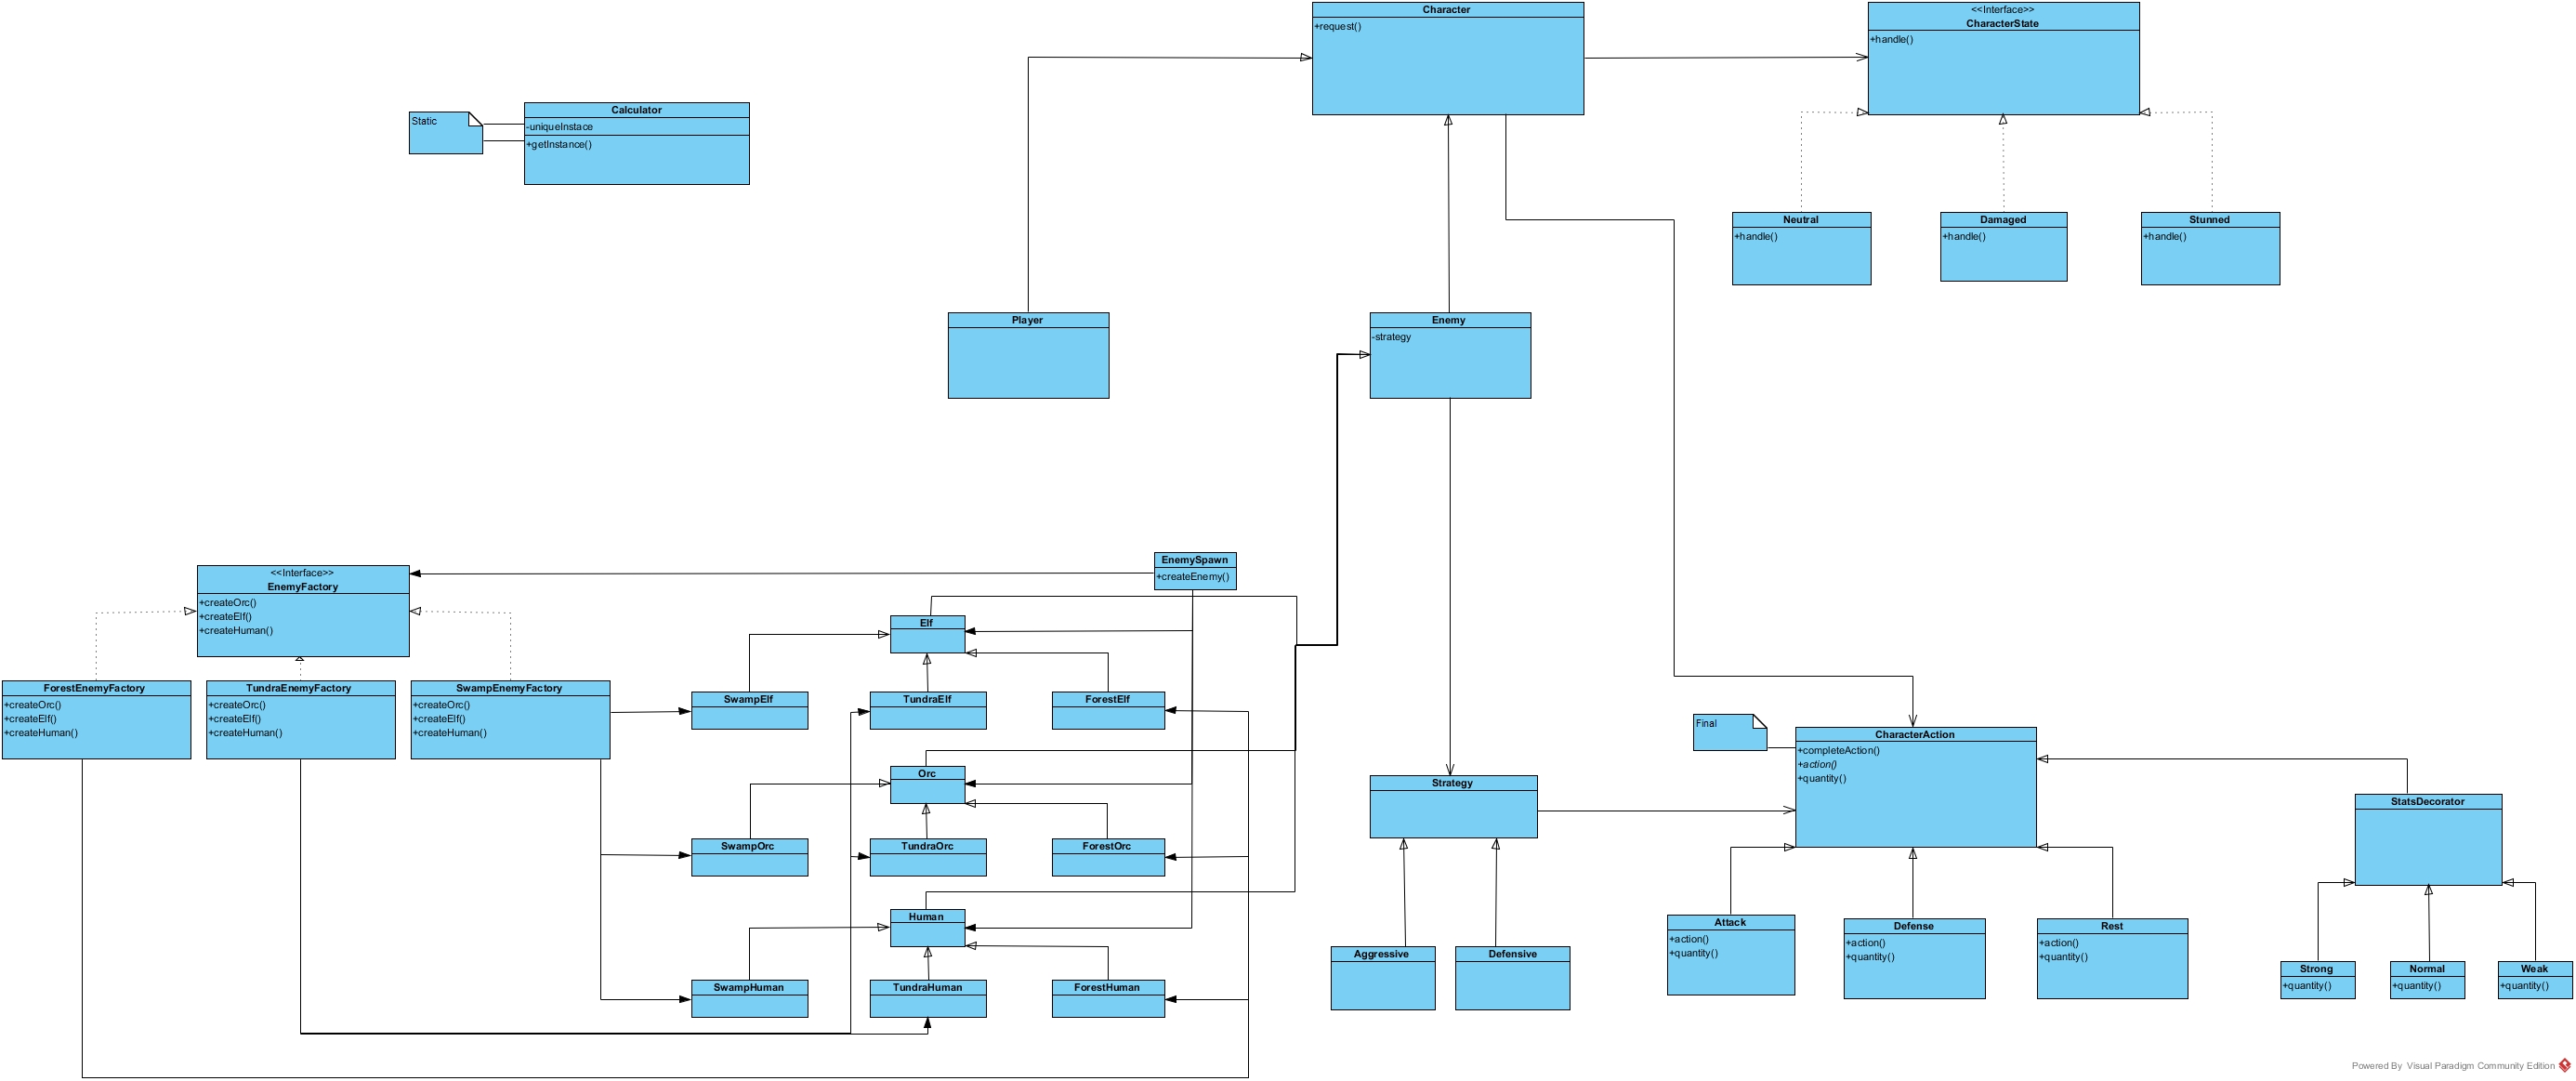 Character
+request()
<<Interface>>
CharacterState
+handle()
Static
Calculator
-uniqueInstace
+getInstance()
Neutral
+handle()
Damaged
+handle()
Stunned
+handle()
Player
Enemy
-strategy
EnemySpawn
+createEnemy()
<<Interface>>
EnemyFactory
+createOrc()
+createElf()
+createHuman()
ForestEnemyFactory
+createOrc()
+createElf()
+createHuman()
TundraEnemyFactory
+createOrc()
+createElf()
+createHuman()
SwampEnemyFactory
+createOrc()
+createElf()
+createHuman()
Elf
SwampElf
TundraElf
ForestElf
Orc
SwampOrc
TundraOrc
ForestOrc
Human
SwampHuman
TundraHuman
ForestHuman
Strategy
Aggressive
Defensive
Final
CharacterAction
+completeAction()
+action()
+quantity()
Attack
+action()
+quantity()
Defense
+action()
+quantity()
Rest
+action()
+quantity()
StatsDecorator
Strong
+quantity()
Normal
+quantity()
Weak
+quantity()
Powered By Visual Paradigm Community Edition